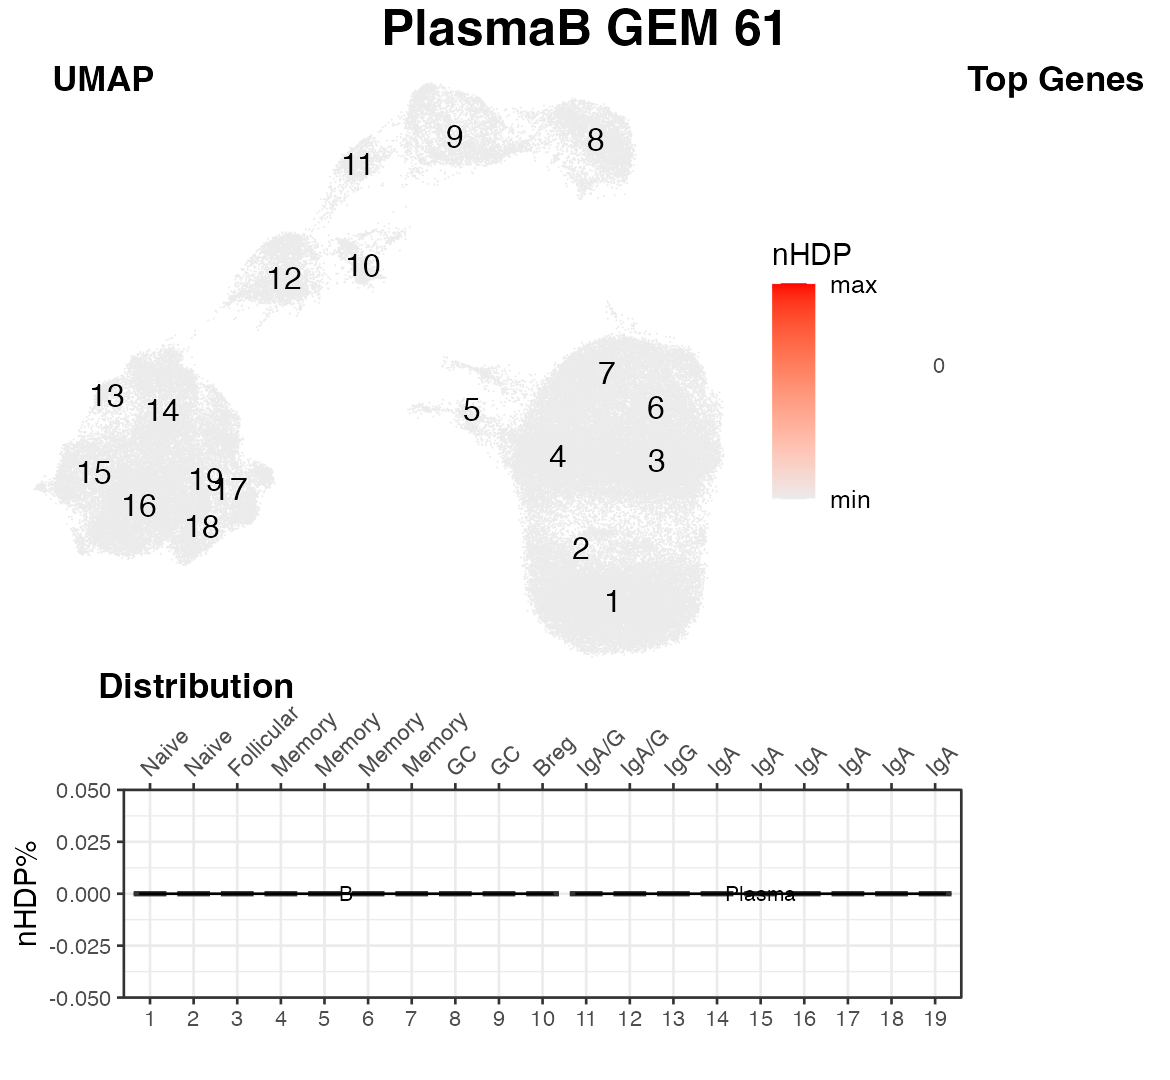 PlasmaB GEM 61
UMAP
Top Genes
9
8
11
12
10
nHDP
max
min
0
7
13
14
6
5
4
3
15
19
17
16
18
2
1
Distribution
Naive
Naive
Follicular
Memory
Memory
Memory
Memory
GC
GC
Breg
IgA/G
IgA/G
IgG
IgA
IgA
IgA
IgA
IgA
IgA
nHDP%
0.050
0.025
0.000
-0.025
-0.050
B
Plasma
1 2 3 4 5 6 7 8 9 10 11 12 13 14 15 16 17 18 19